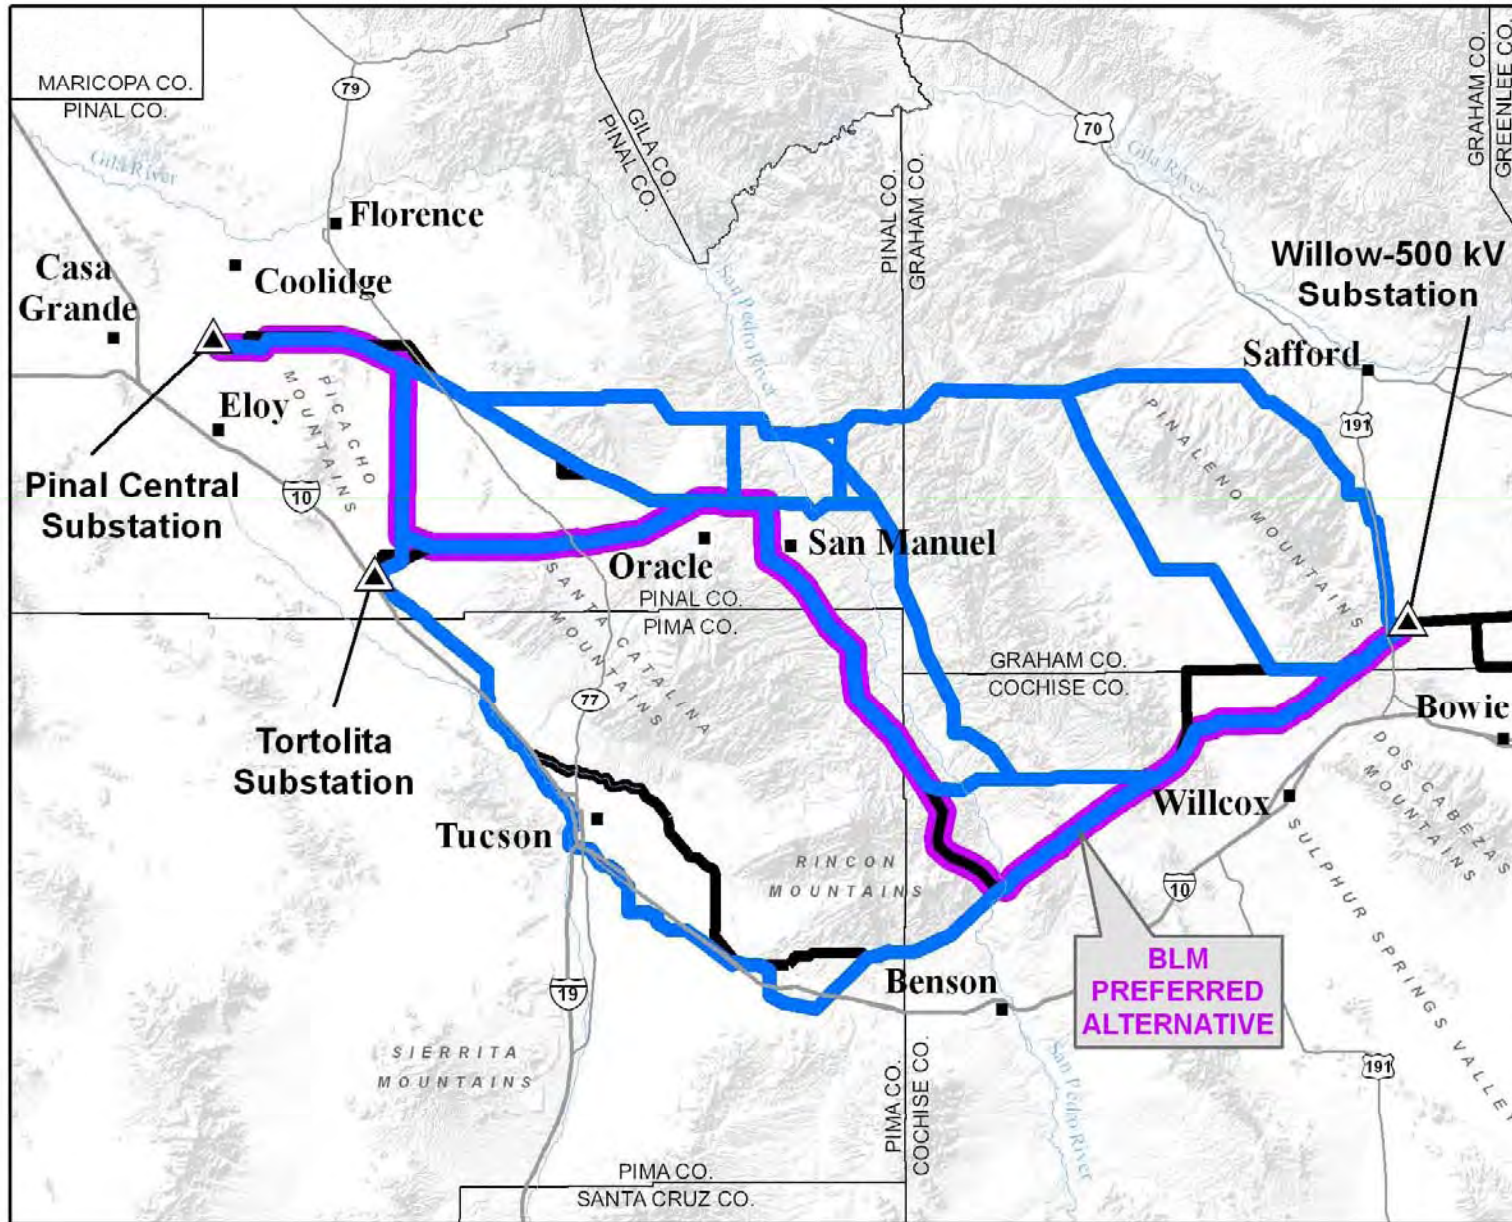 MARICOPA CO.
PINAL CO.
79
GILA CO.
PINAL CO.
70
GRAHAM CO.
GREENLEE CO.
Gila River
Gila River
Florence
PINAL CO.
GRAHAM CO.
Casa
Grande
Coolidge
San Pedro River
Willow-500 kV
Substation
Safford
Eloy
PICACHO
MOUNTAINS
191
PINALENO MOUNTAINS
Pinal Central
Substation
10
San Manuel
Oracle
SANTA CATALINA
MOUNTAINS
PINAL CO.
PIMA CO.
GRAHAM CO.
COCHISE CO.
77
Bowie
Tortolita
Substation
DOS CABEZAS
MOUNTAINS
Willcox
Tucson
RINCON
MOUNTAINS
10
SULPHUR SPRINGS VALLEY
Benson
BLM
PREFERRED
ALTERNATIVE
19
SIERRITA
MOUNTAINS
San Pedro River
191
PIMA CO.
COCHISE CO.
PIMA CO.
SANTA CRUZ CO.